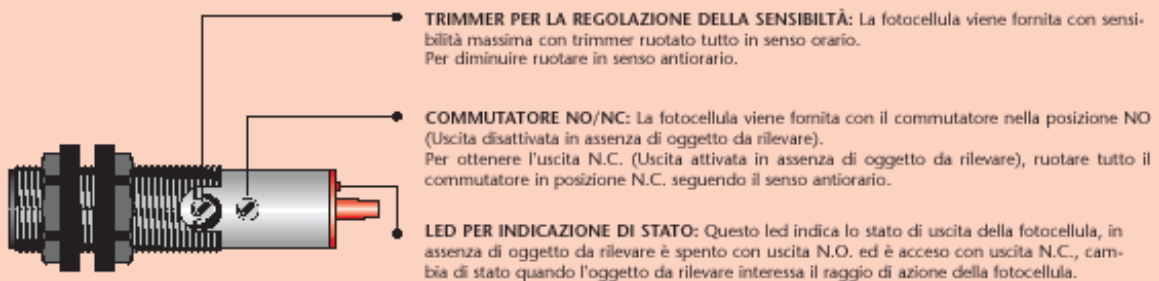 TRIMMER PER LA REGOLAZIONE DELLA SENSIBILTÀ: La fotocellula viene fornita con sensi-
bilità massima con trimmer ruotato tutto in senso orario.
Per diminuire ruotare in senso antiorario.
COMMUTATORE NO/NC: La fotocellula viene fornita con il commutatore nella posizione NO
(Uscita disattivata in assenza di oggetto da rilevare).
Per ottenere l'uscita N.C. (Uscita attivata in assenza di oggetto da rilevare), ruotare tutto il
commutatore in posizione N.C. seguendo il senso antiorario.
LED PER INDICAZIONE DI STATO: Questo led indica lo stato di uscita della fotocellula, in
assenza di oggetto da rilevare è spento con uscita N.O. ed è acceso con uscita N.C., cam-
bia di stato quando l'oggetto da rilevare interessa il raggio di azione della fotocellula.